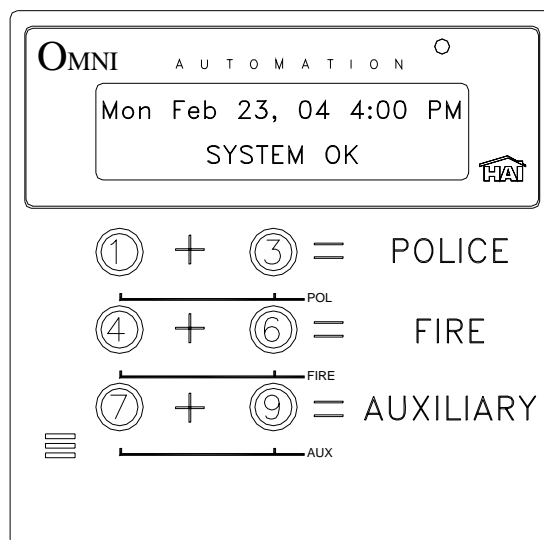 OMNI AUTOMATION
Mon Feb 23, 04 4:00 PM
SYSTEM OK
HAI
1 + 3 = POLICE
POL
4 + 6 = FIRE
FIRE
7 + 9 = AUXILIARY
AUX